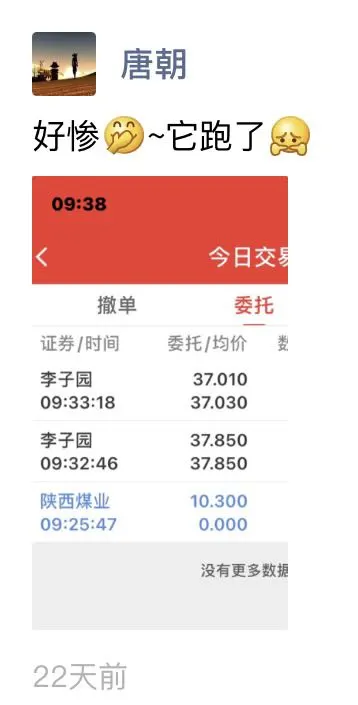 唐朝
好惨🤭~它跑了🙏
09:38
今日交易
撤单 委托
证券/时间 委托/均价 数
李子园 37.010
09:33:18 37.030
李子园 37.850
09:32:46 37.850
陕西煤业 10.300
09:25:47 0.000
没有更多数据
22天前